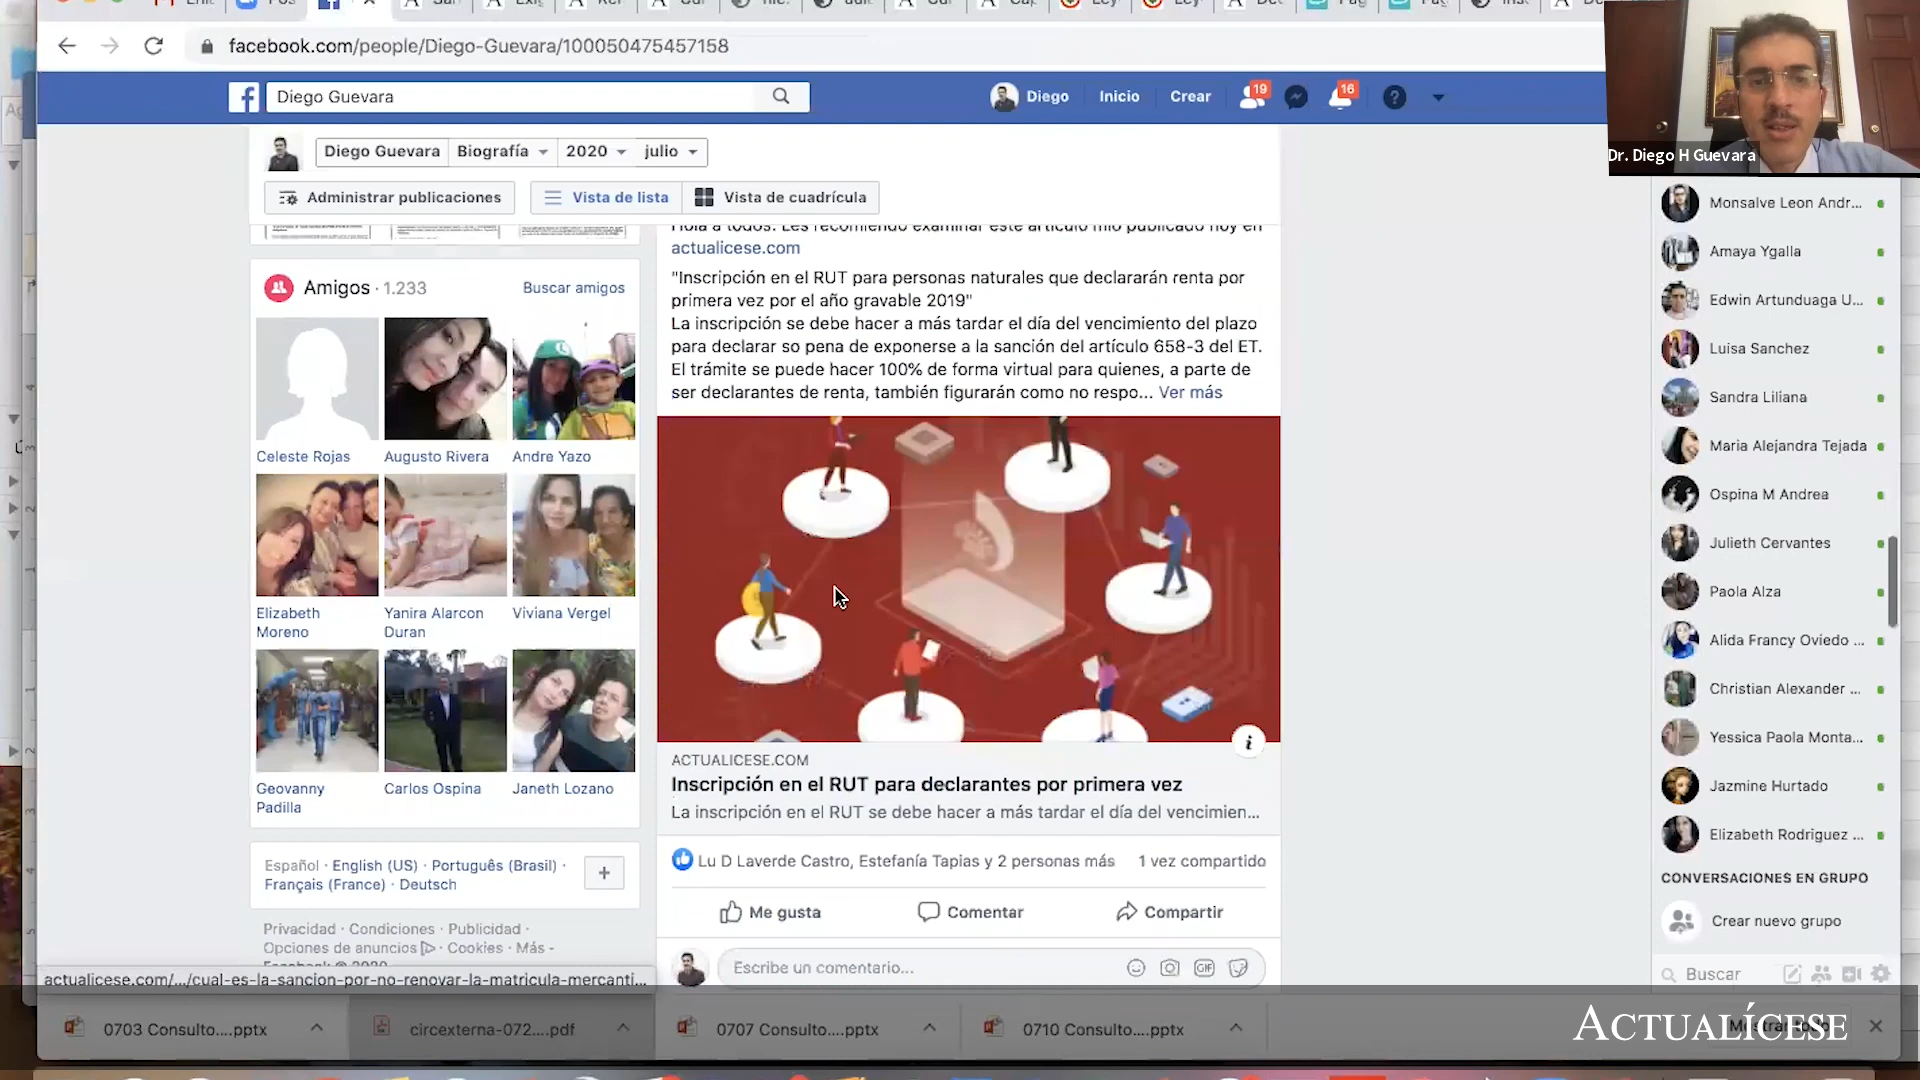 facebook.com/people/Diego-Guevara/100050475457158
Diego Guevara
Diego
Inicio
Crear
19
16
Dr. Diego H Guevara
Diego Guevara
Biografía
2020
julio
Administrar publicaciones
Vista de lista
Vista de cuadrícula
Hola a todos. Les recomiendo examinar este artículo mío publicado hoy en
actualicese.com
"Inscripción en el RUT para personas naturales que declararán renta por
primera vez por el año gravable 2019"
La inscripción se debe hacer a más tardar el día del vencimiento del plazo
para declarar so pena de exponerse a la sanción del artículo 658-3 del ET.
El trámite se puede hacer 100% de forma virtual para quienes, a parte de
ser declarantes de renta, también figurarán como no respo... Ver más
Amigos · 1.233
Buscar amigos
Celeste Rojas
Augusto Rivera
Andre Yazo
Elizabeth
Moreno
Yanira Alarcon
Duran
Viviana Vergel
Geovanny
Padilla
Carlos Ospina
Janeth Lozano
Español · English (US) · Português (Brasil) ·
Français (France) · Deutsch
Privacidad · Condiciones · Publicidad ·
Opciones de anuncios · Cookies · Más
Facebook © 2020
ACTUALICESE.COM
Inscripción en el RUT para declarantes por primera vez
La inscripción en el RUT se debe hacer a más tardar el día del vencimien...
Lu D Laverde Castro, Estefanía Tapias y 2 personas más
1 vez compartido
Me gusta
Comentar
Compartir
Escribe un comentario...
GIF
Monsalve Leon Andr...
Amaya Ygalla
Edwin Artunduaga U...
Luisa Sanchez
Sandra Liliana
Maria Alejandra Tejada
Ospina M Andrea
Julieth Cervantes
Paola Alza
Alida Francy Oviedo ...
Christian Alexander ...
Yessica Paola Monta...
Jazmine Hurtado
Elizabeth Rodriguez ...
CONVERSACIONES EN GRUPO
Crear nuevo grupo
Buscar
actualicese.com/.../cual-es-la-sancion-por-no-renovar-la-matricula-mercanti...
0703 Consulto....pptx
circexterna-072....pdf
0707 Consulto....pptx
0710 Consulto....pptx
Mostrar todo
ACTUALÍCESE